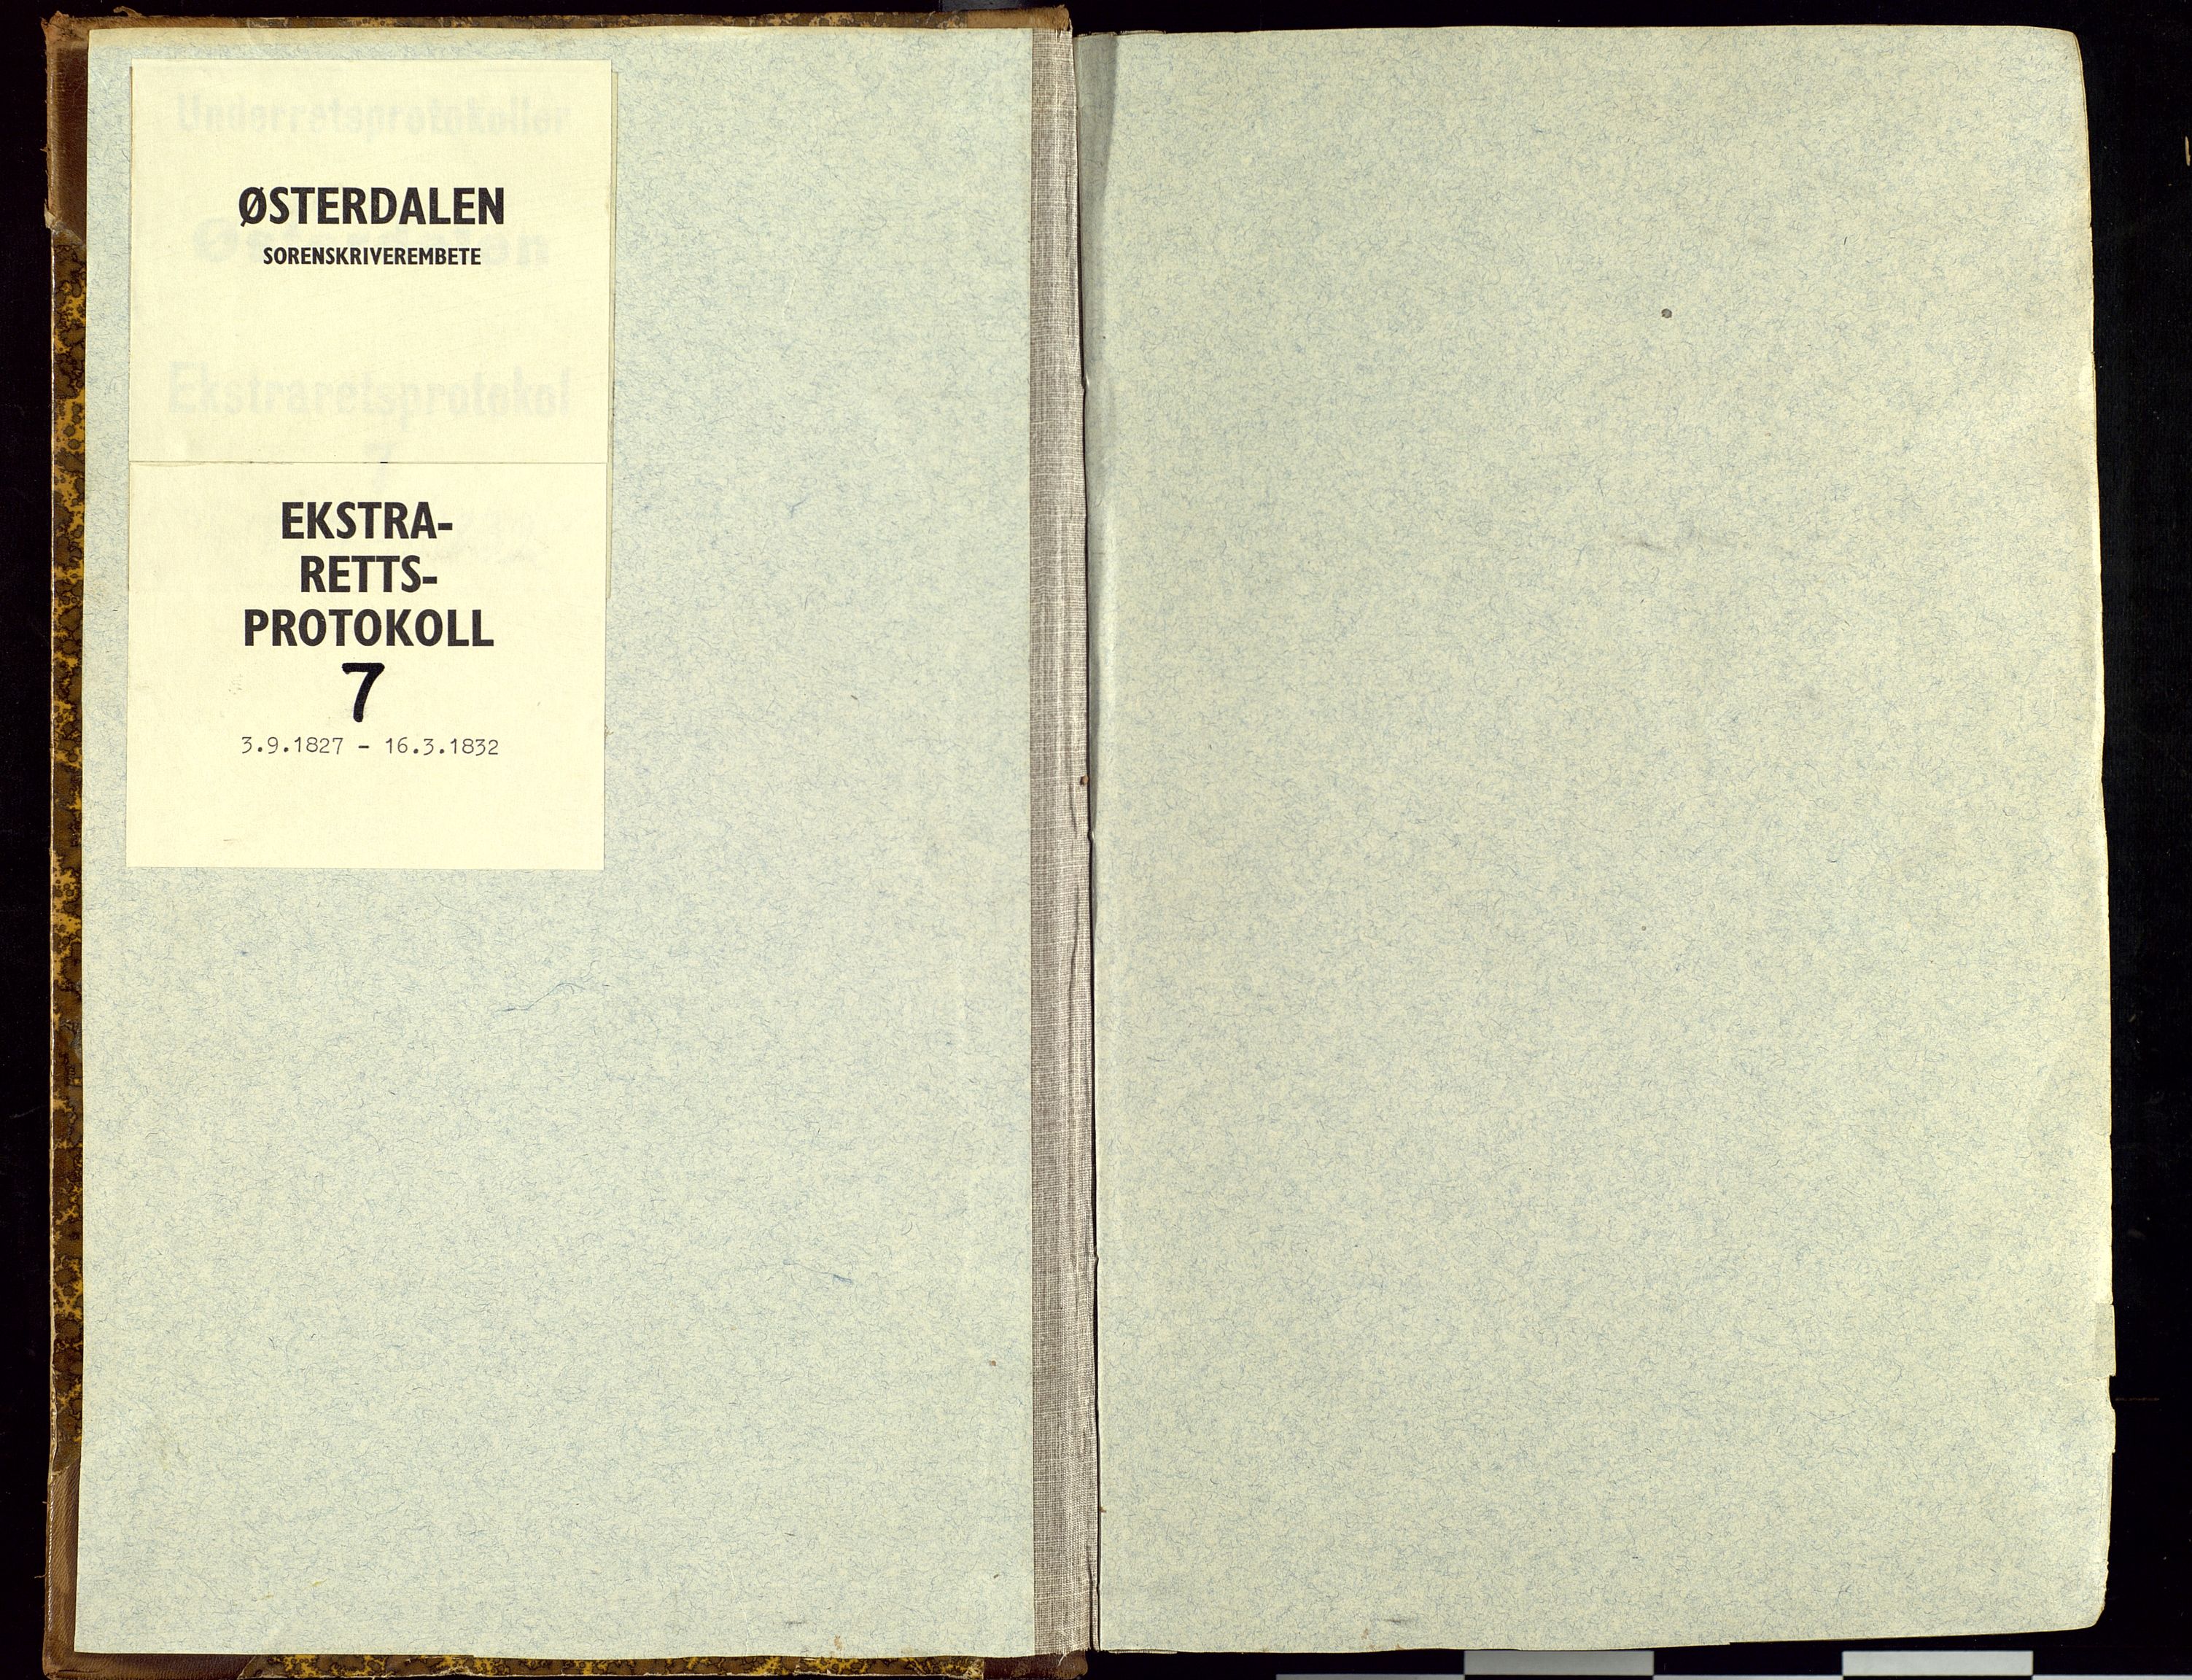 ØSTERDALEN
SORENSKRIVEREMBETE
EKSTRA-
RETTS-
PROTOKOLL
7
3.9.1827 - 16.3.1832